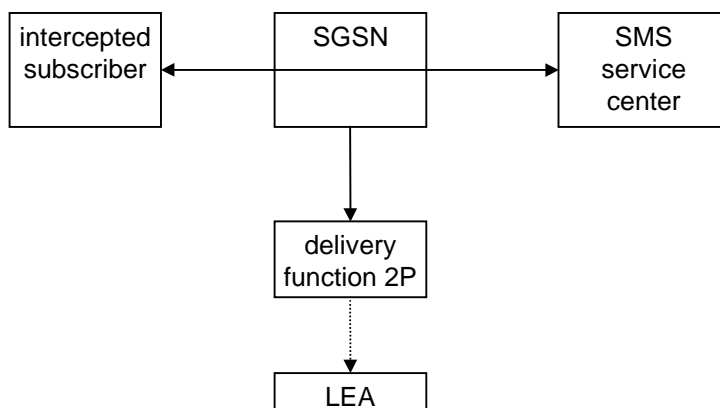 intercepted
subscriber
SGSN
SMS
service
center
delivery
function 2P
LEA